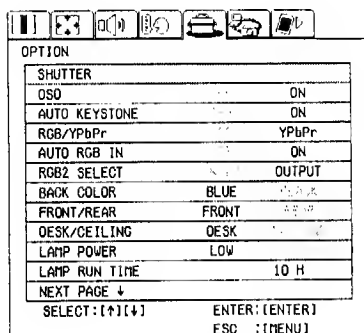 OPTION
SHUTTER
OSD ON
AUTO KEYSTONE ON
RGB/YPbPr YPbPr
AUTO RGB IN ON
RGB2 SELECT OUTPUT
BACK COLOR BLUE
FRONT/REAR FRONT
DESK/CEILING DESK
LAMP POWER LOW
LAMP RUN TIME 10 H
NEXT PAGE ↓
SELECT:[↑][↓] ENTER:[ENTER]
ESC :[MENU]